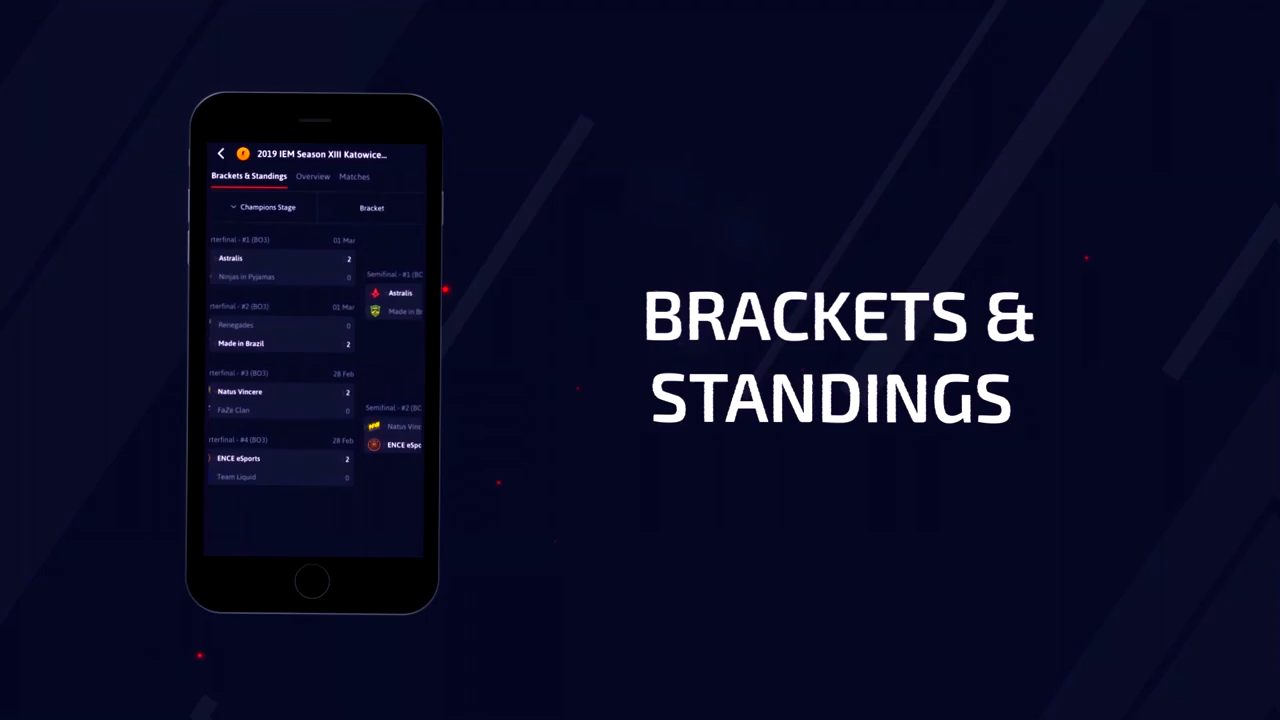 2019 IEM Season XIII Katowice...
Brackets & Standings Overview Matches
Champions Stage Bracket
rterfinal - #1 (BO3) 01 Mar
Astralis 2
Ninjas in Pyjamas 0
Semifinal - #1 (BC
Astralis
Made in Br
rterfinal - #2 (BO3) 01 Mar
Renegades 0
Made in Brazil 2
rterfinal - #3 (BO3) 28 Feb
Natus Vincere 2
FaZe Clan 0
Semifinal - #2 (BC
Natus Vinc
ENCE eSpo
rterfinal - #4 (BO3) 28 Feb
ENCE eSports 2
Team Liquid 0
BRACKETS &
STANDINGS